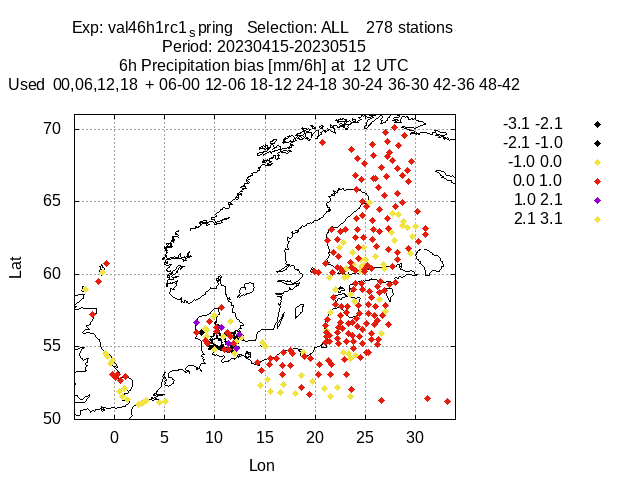 Exp: val46h1rc1spring   Selection: ALL    278 stations
Period: 20230415-20230515
6h Precipitation bias [mm/6h] at  12 UTC
Used  00,06,12,18  + 06-00 12-06 18-12 24-18 30-24 36-30 42-36 48-42
-3.1 -2.1
-2.1 -1.0
-1.0 0.0
0.0 1.0
1.0 2.1
2.1 3.1
70
65
60
55
50
Lat
0 5 10 15 20 25 30
Lon